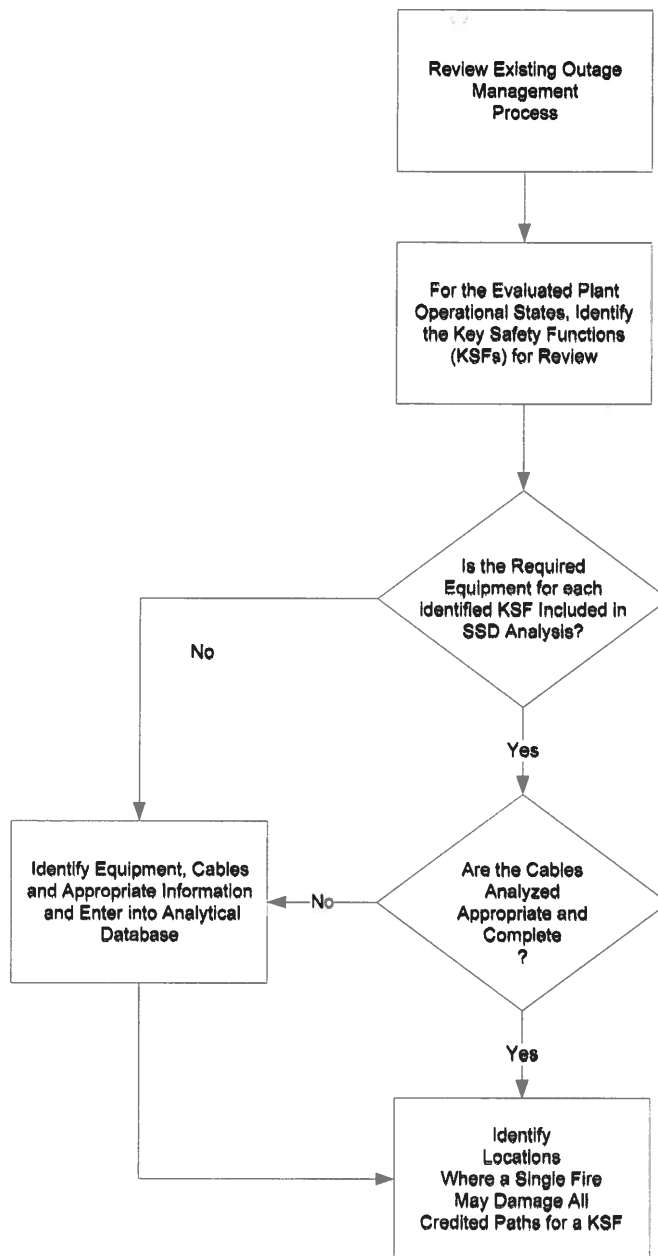 Review Existing Outage
Management
Process
For the Evaluated Plant
Operational States, Identify
the Key Safety Functions
(KSFs) for Review
Is the Required
Equipment for each
identified KSF Included in
SSD Analysis?
No
Yes
Identify Equipment, Cables
and Appropriate Information
and Enter into Analytical
Database
No
Are the Cables
Analyzed
Appropriate and
Complete
?
Yes
Identify
Locations
Where a Single Fire
May Damage All
Credited Paths for a KSF